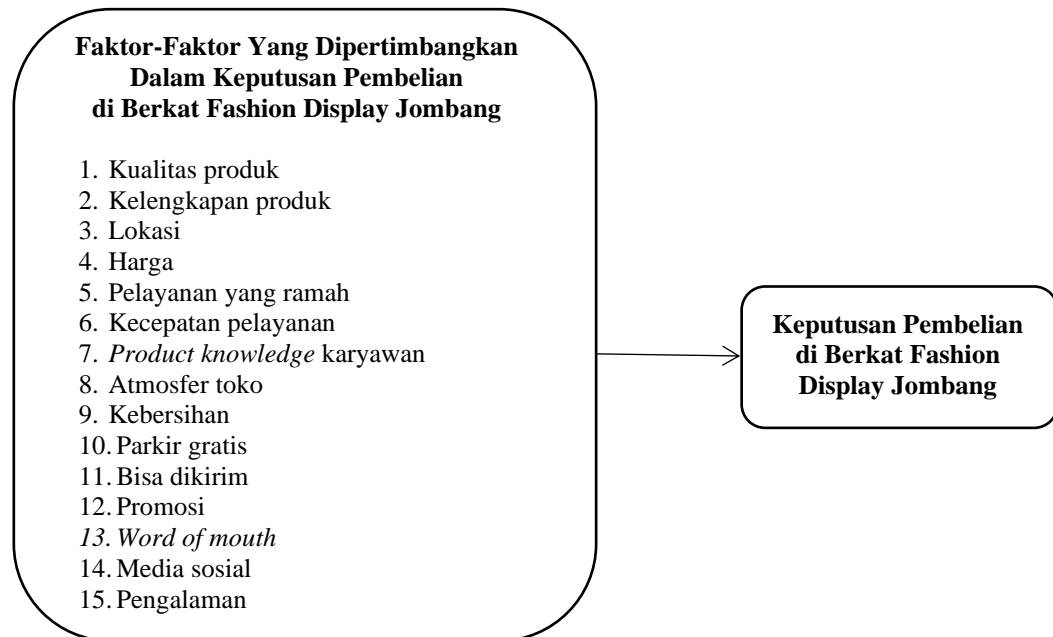 Faktor-Faktor Yang Dipertimbangkan
Dalam Keputusan Pembelian
di Berkat Fashion Display Jombang
1. Kualitas produk
2. Kelengkapan produk
3. Lokasi
4. Harga
5. Pelayanan yang ramah
6. Kecepatan pelayanan
7. Product knowledge karyawan
8. Atmosfer toko
9. Kebersihan
10. Parkir gratis
11. Bisa dikirim
12. Promosi
13. Word of mouth
14. Media sosial
15. Pengalaman
Keputusan Pembelian
di Berkat Fashion
Display Jombang